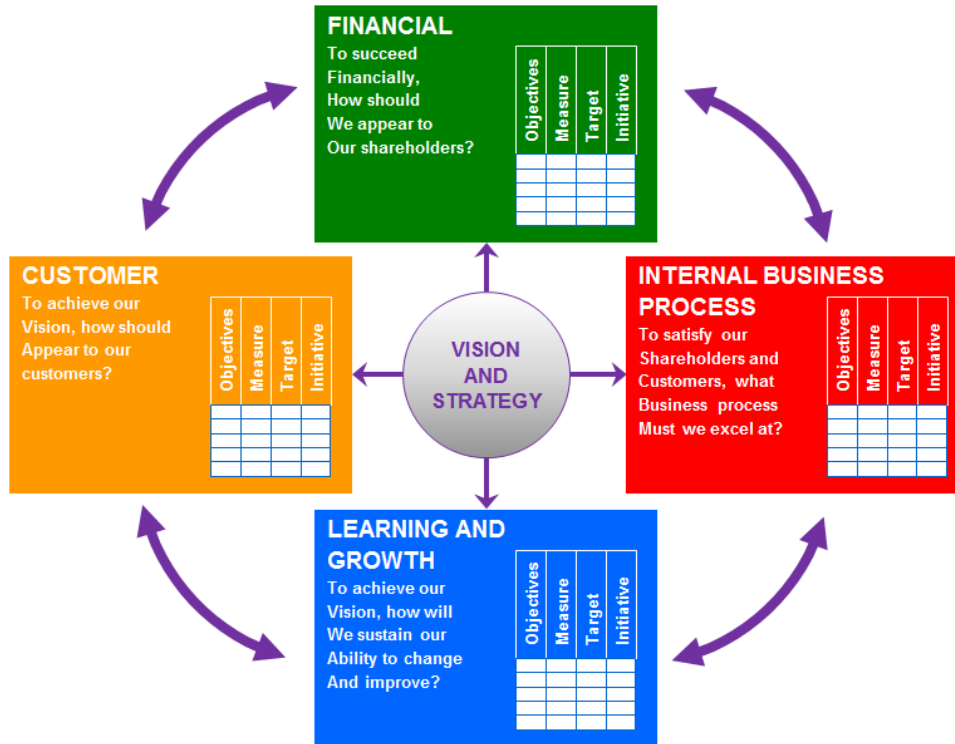 FINANCIAL
To succeed
Financially,
How should
We appear to
Our shareholders?
Objectives
Measure
Target
Initiative
CUSTOMER
To achieve our
Vision, how should
Appear to our
customers?
Objectives
Measure
Target
Initiative
VISION
AND
STRATEGY
INTERNAL BUSINESS
PROCESS
To satisfy our
Shareholders and
Customers, what
Business process
Must we excel at?
Objectives
Measure
Target
Initiative
LEARNING AND
GROWTH
To achieve our
Vision, how will
We sustain our
Ability to change
And improve?
Objectives
Measure
Target
Initiative